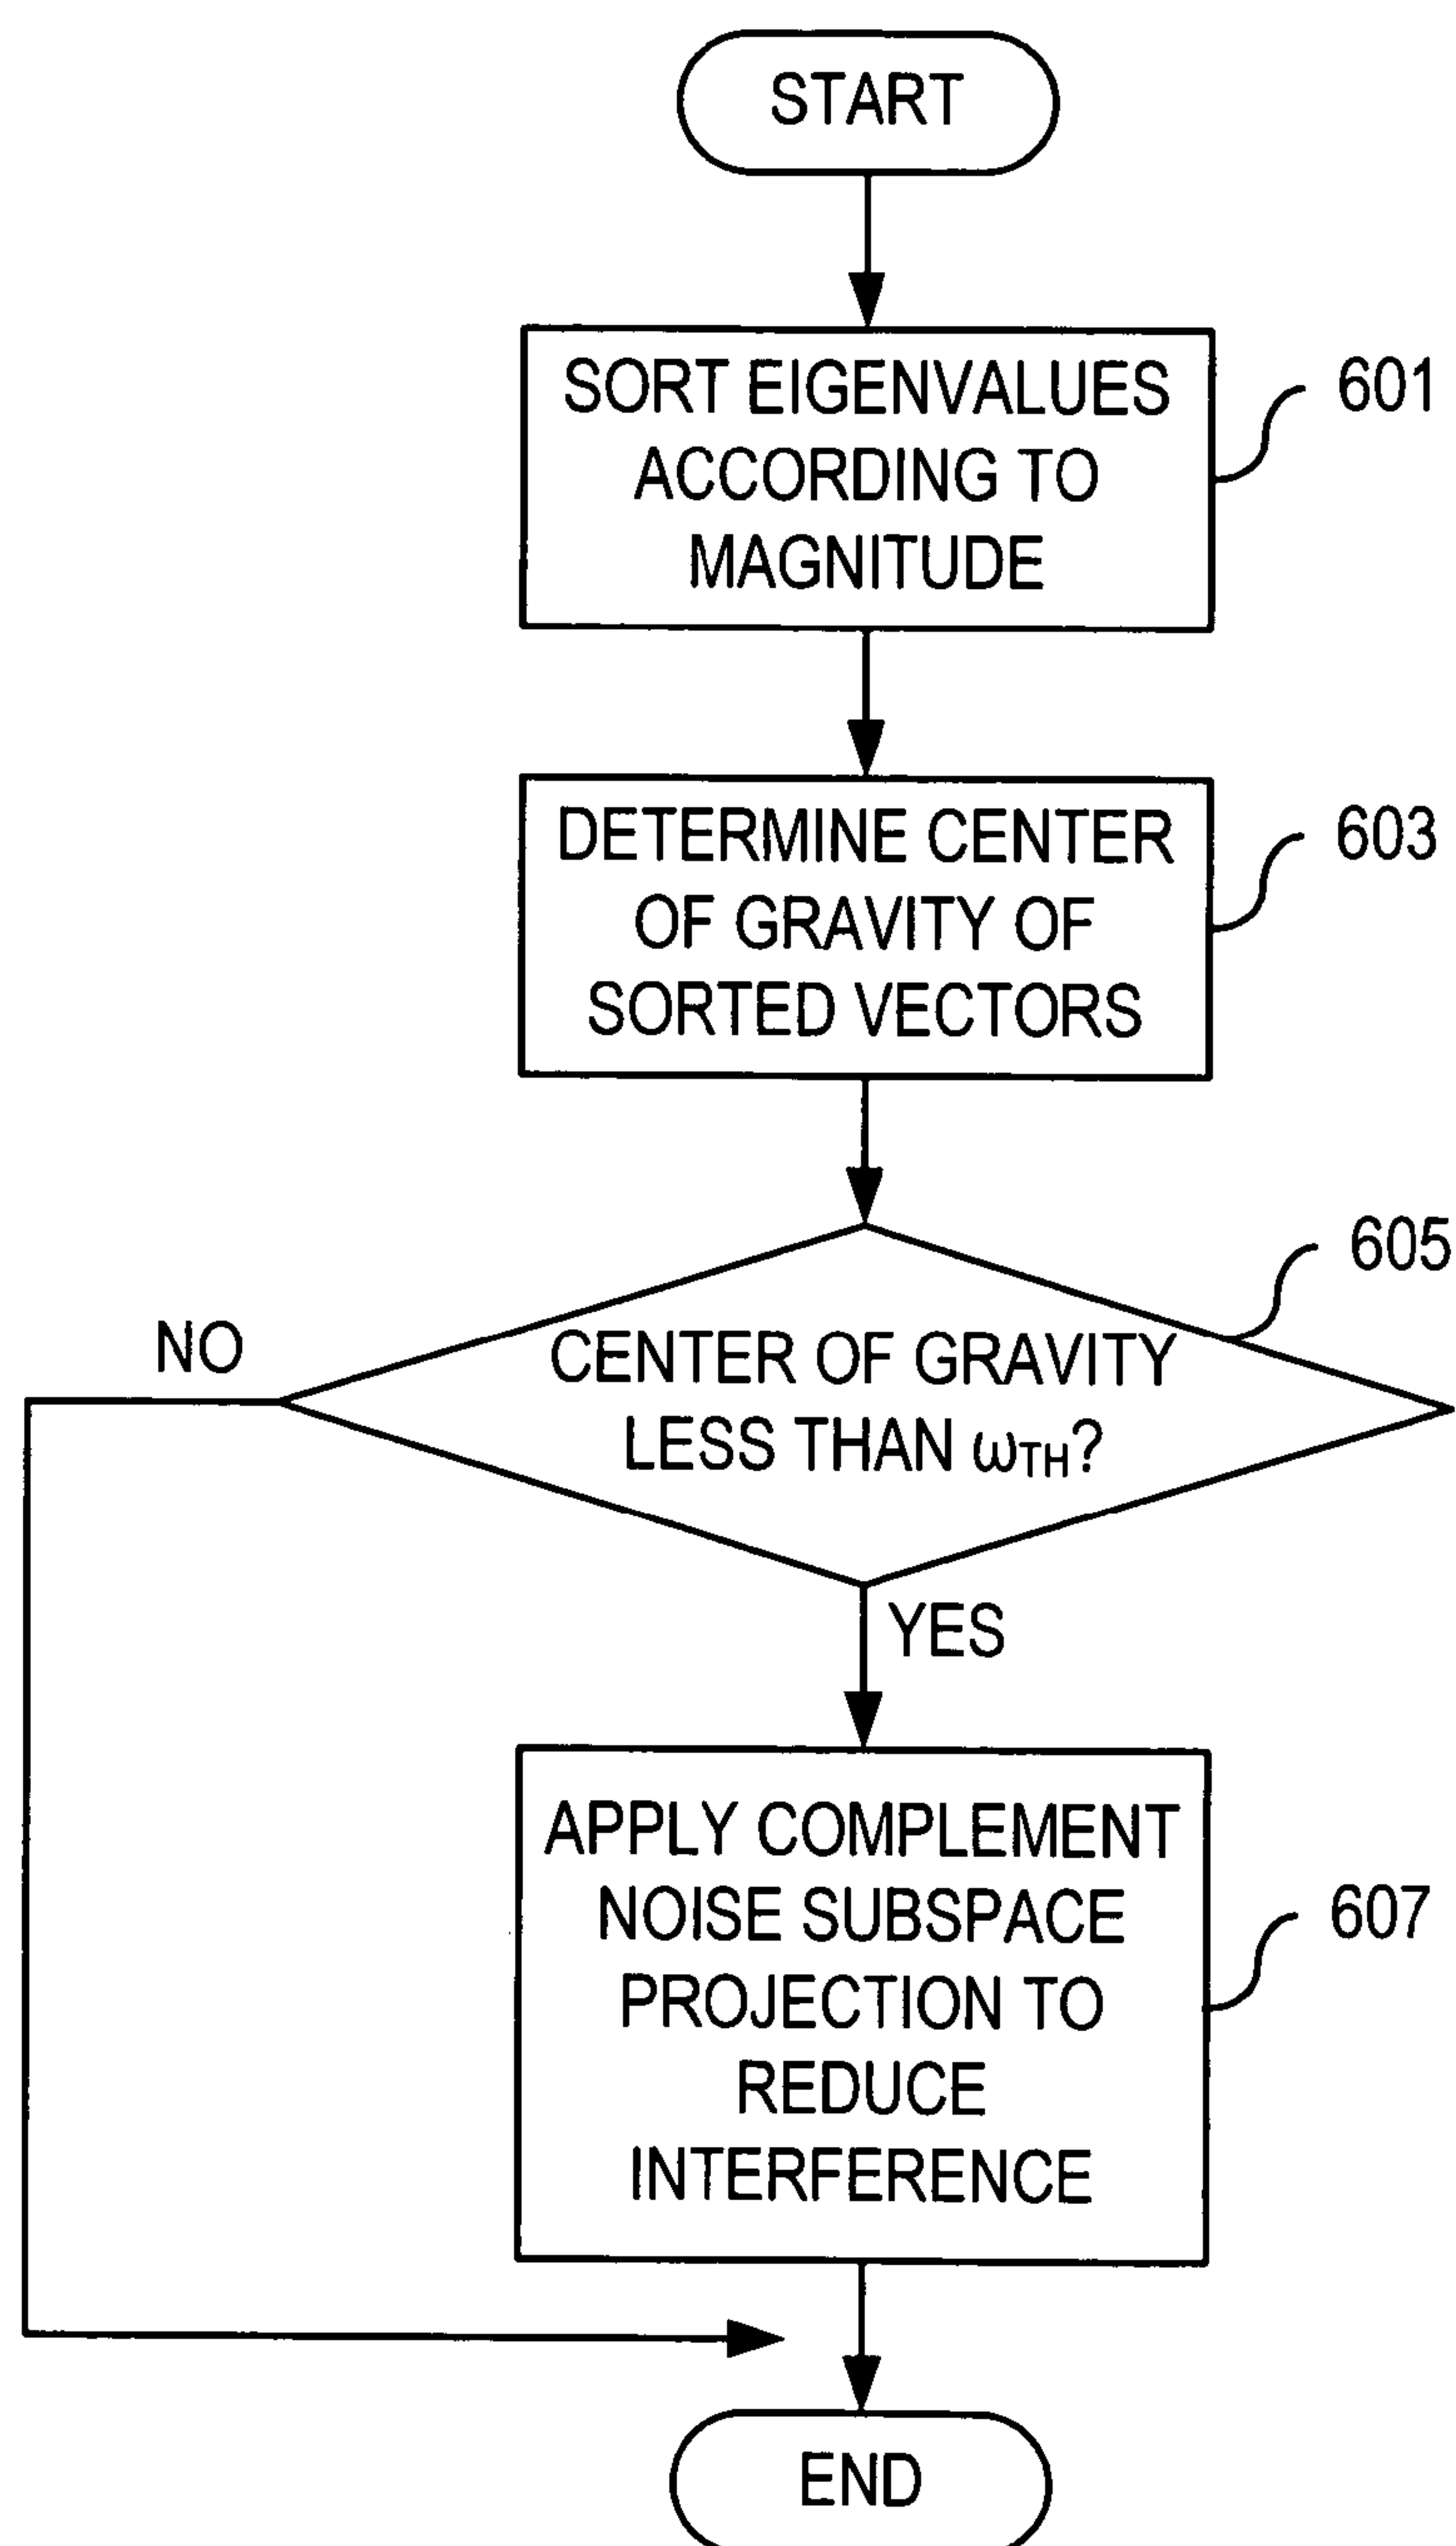 START
SORT EIGENVALUES
ACCORDING TO
MAGNITUDE
601
DETERMINE CENTER
OF GRAVITY OF
SORTED VECTORS
603
605
NO
CENTER OF GRAVITY
LESS THAN ωTH?
YES
APPLY COMPLEMENT
NOISE SUBSPACE
PROJECTION TO
REDUCE
INTERFERENCE
607
END